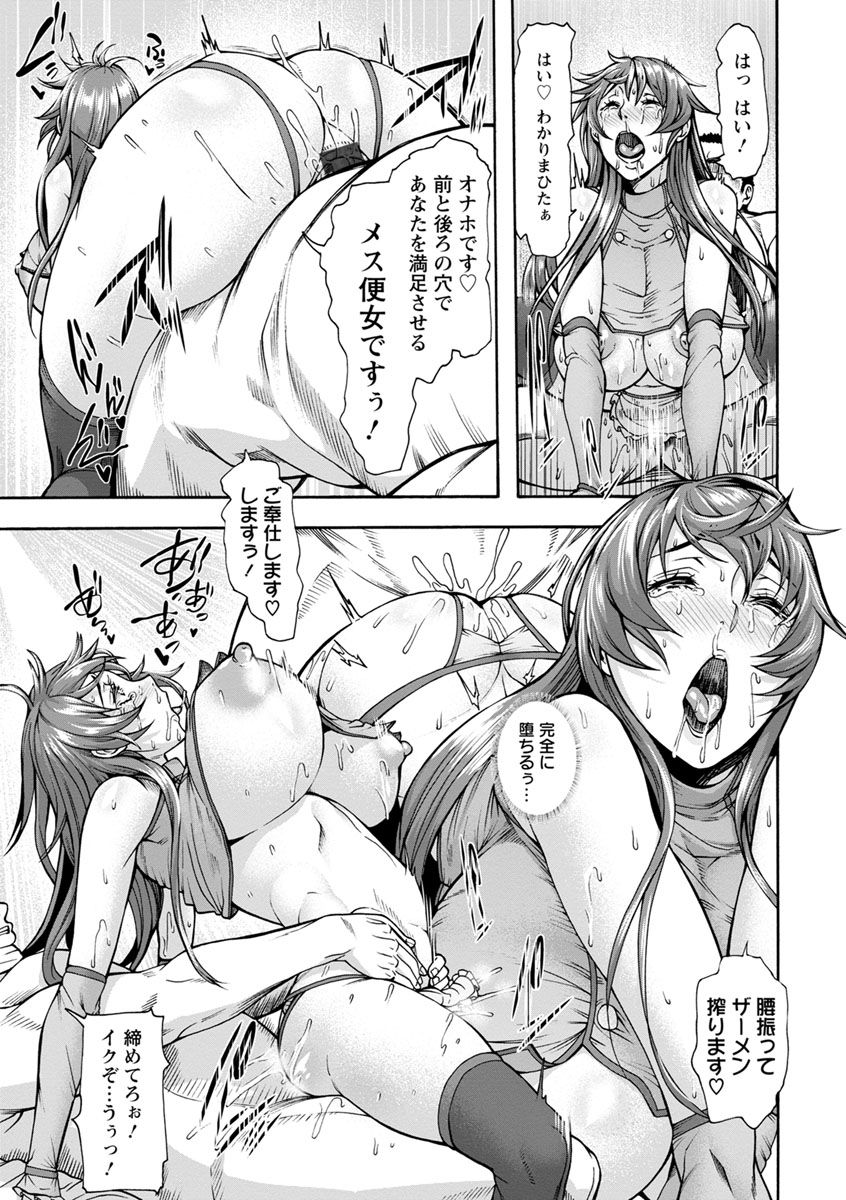 はっ はい!
はい♡ わかりまひたぁ
オナホです♡
前と後ろの穴で
あなたを満足させる
メス便女ですぅ!
ご奉仕します♡
しますぅ!
完全に
堕ちるぅ…
腰振って
ザーメン
搾ります♡
締めてろぉ!
イクぞ…うぅっ!